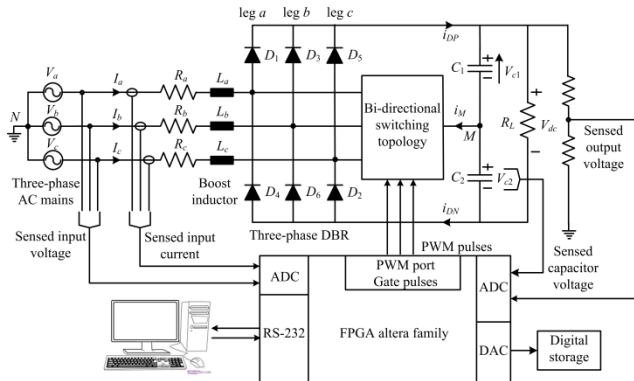 leg a leg b leg c
i_DP
D₁ D₃ D₅
C₁ V_c1
V_a I_a R_a L_a
N V_b I_b R_b L_b
V_c I_c R_c L_c
Bi-directional
switching
topology
i_M
M
R_L V_dc
Sensed
output
voltage
Three-phase
AC mains
Boost
inductor
C₂ V_c2
D₄ D₆ D₂
i_DN
Sensed input
voltage
Sensed input
current
Three-phase DBR
PWM pulses
Sensed
capacitor
voltage
ADC
PWM port
Gate pulses
ADC
RS-232
FPGA altera family
DAC
Digital
storage